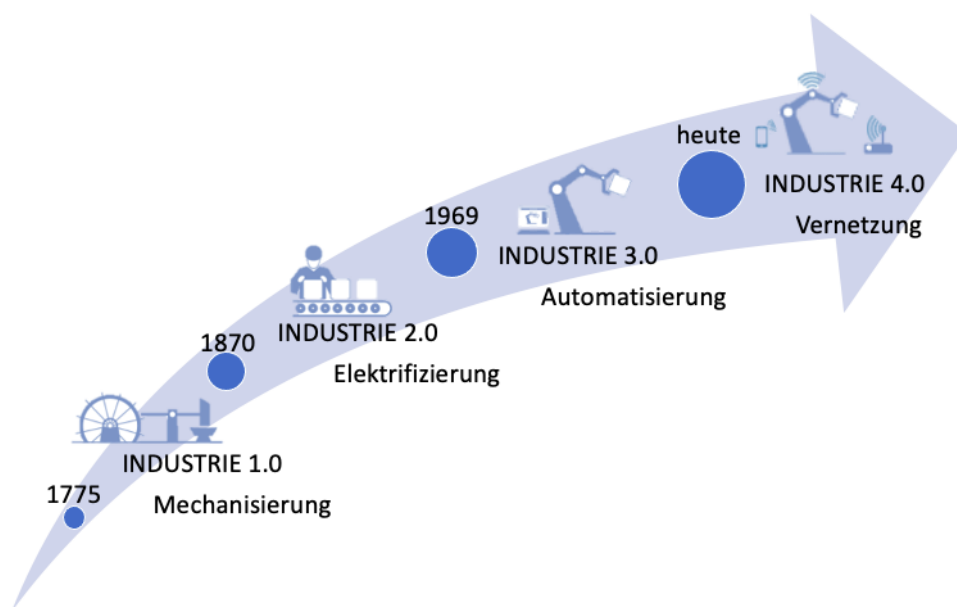 1775
INDUSTRIE 1.0
Mechanisierung
1870
INDUSTRIE 2.0
Elektrifizierung
1969
INDUSTRIE 3.0
Automatisierung
heute
INDUSTRIE 4.0
Vernetzung